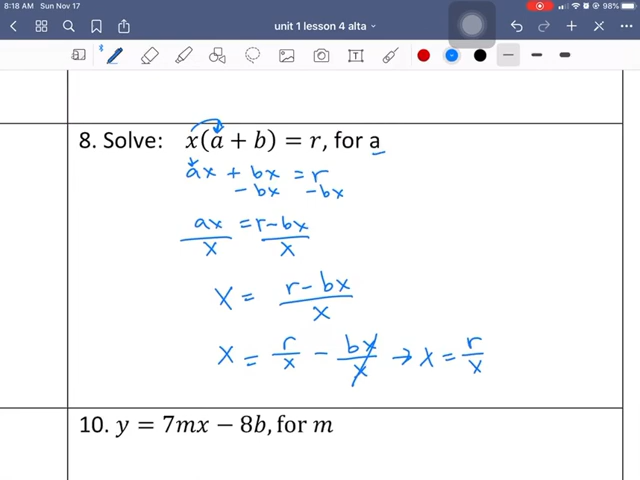 8:18 AM Sun Nov 17 98%
unit 1 lesson 4 alta
8. Solve: x(a + b) = r, for a
ax + bx = r
- bx - bx
ax/x = r - bx/x
x = r - bx/x
x = r/x - bx/x → x = r/x
10. y = 7mx − 8b, for m